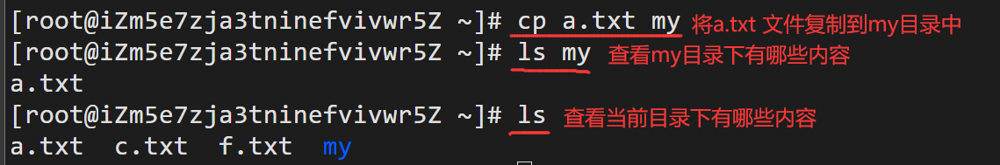 [root@iZm5e7zja3tninefvivwr5Z ~]# cp a.txt my 将a.txt 文件复制到my目录中
[root@iZm5e7zja3tninefvivwr5Z ~]# ls my 查看my目录下有哪些内容
a.txt
[root@iZm5e7zja3tninefvivwr5Z ~]# ls 查看当前目录下有哪些内容
a.txt c.txt f.txt my